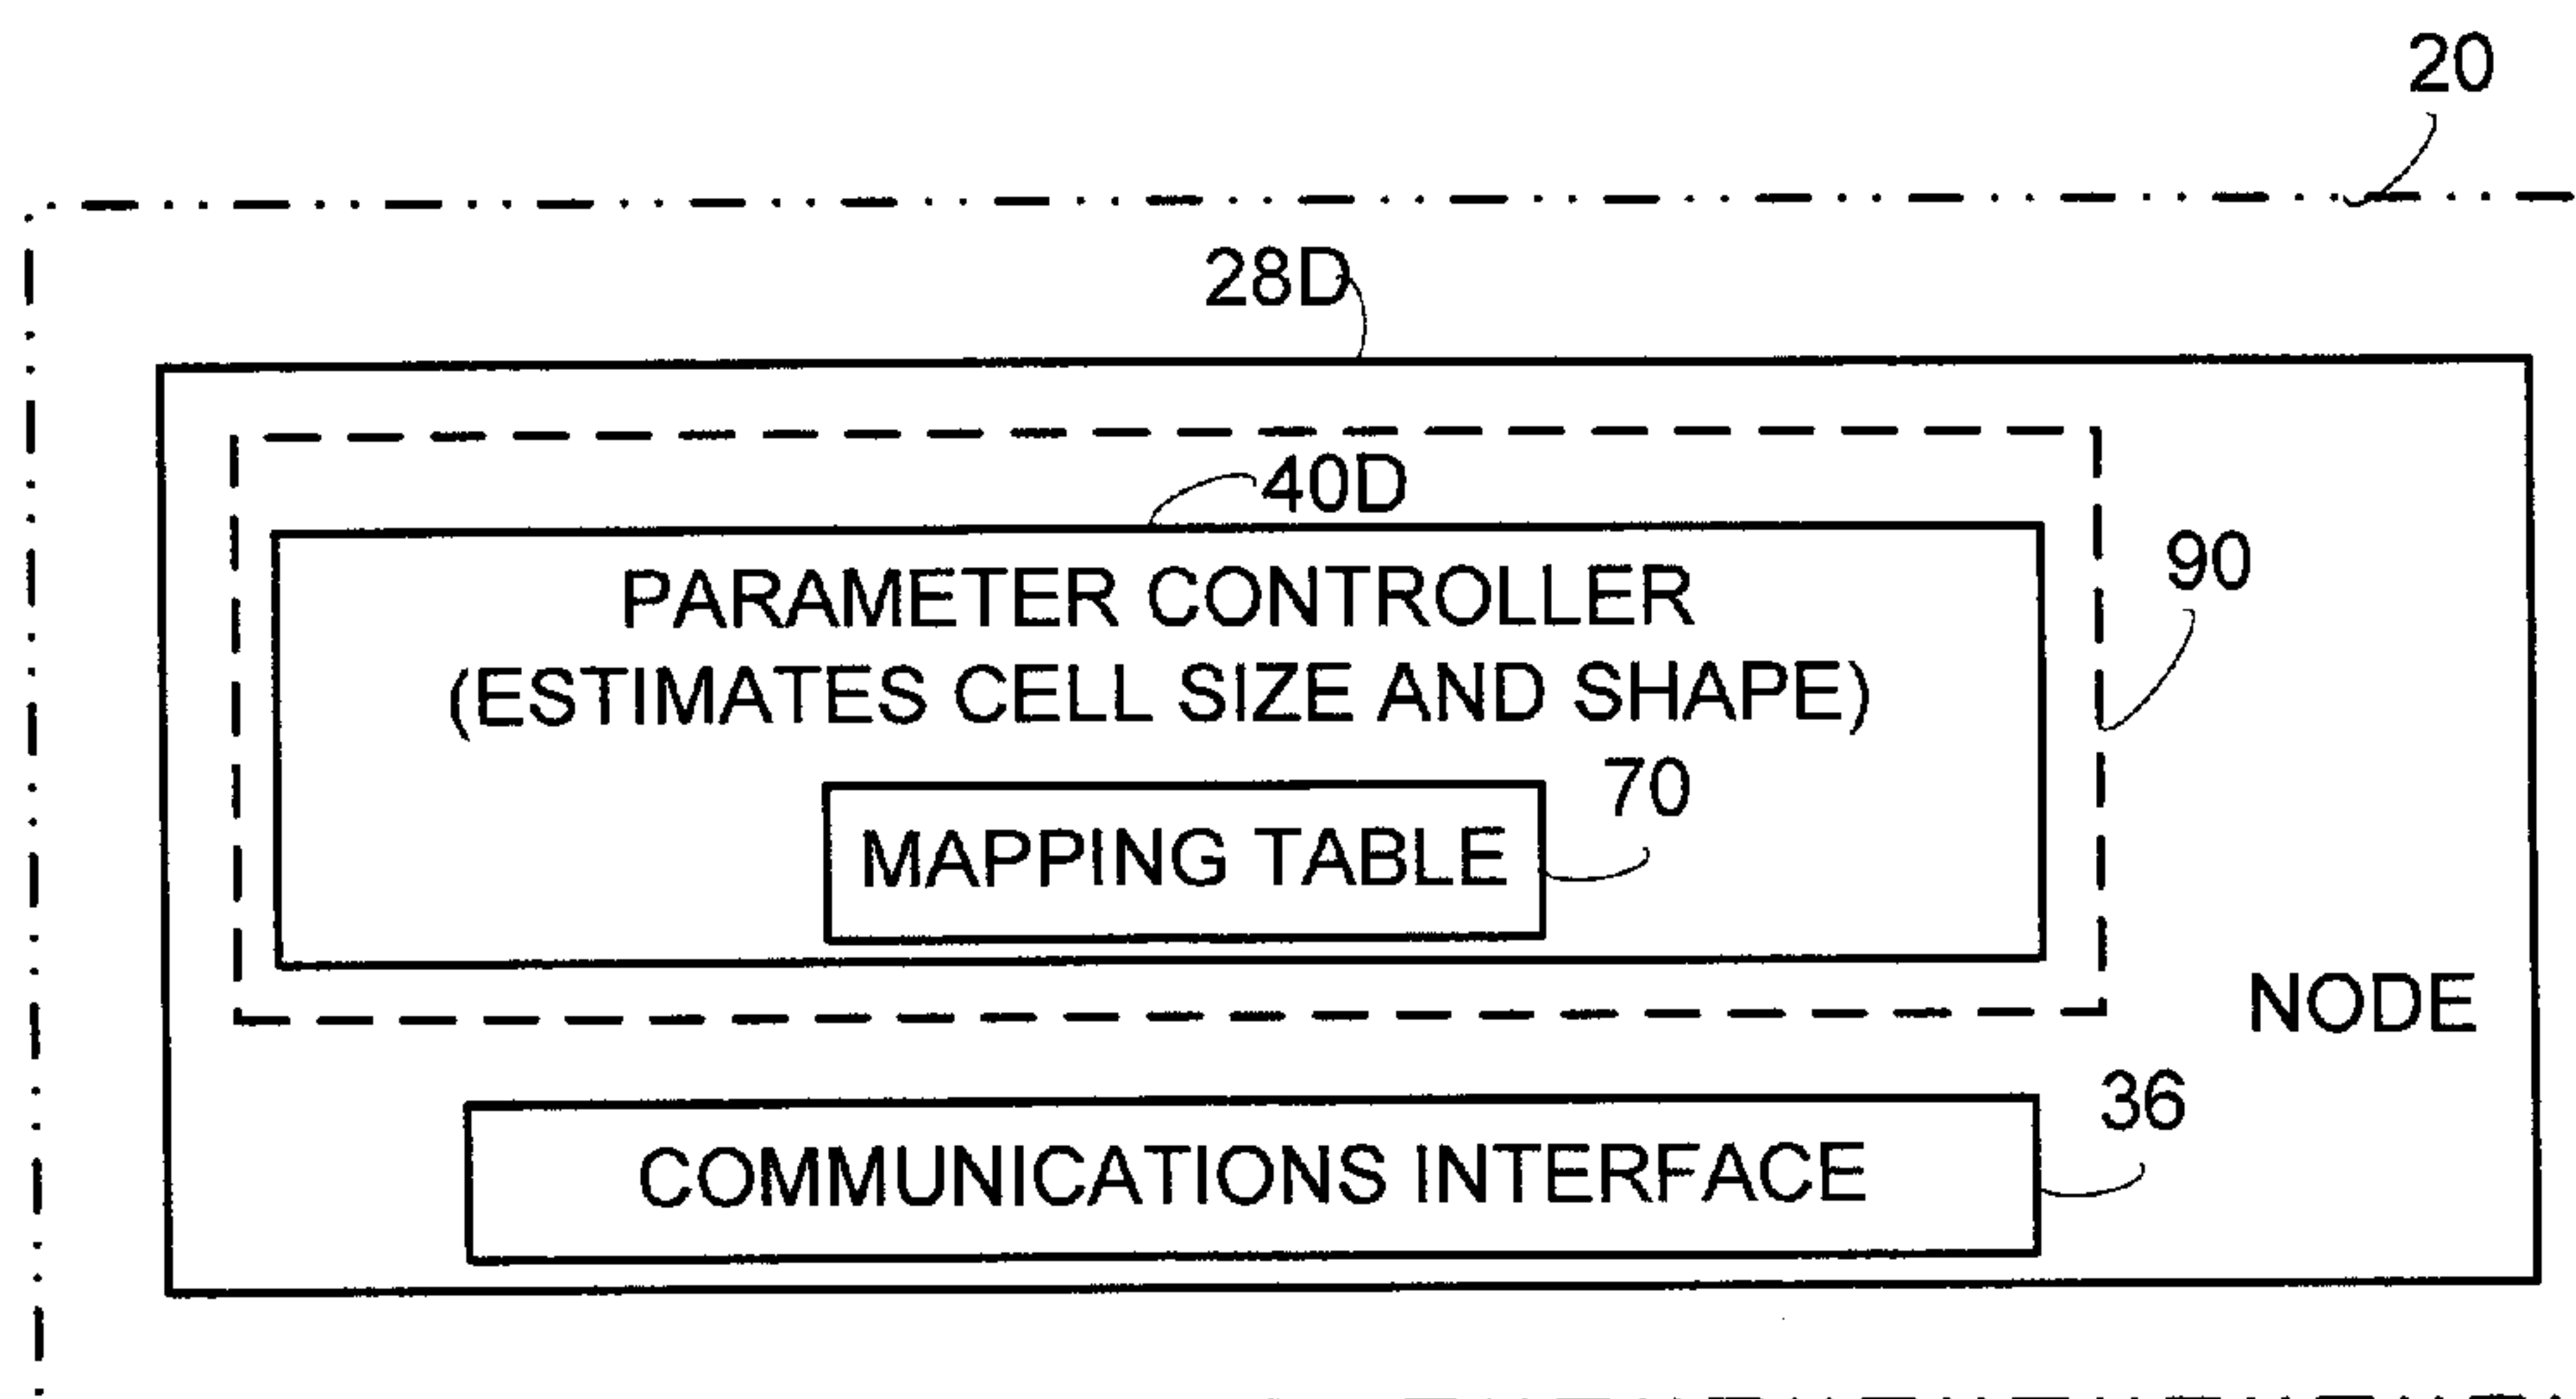 20
28D
40D
PARAMETER CONTROLLER
90
(ESTIMATES CELL SIZE AND SHAPE)
70
MAPPING TABLE
NODE
36
COMMUNICATIONS INTERFACE